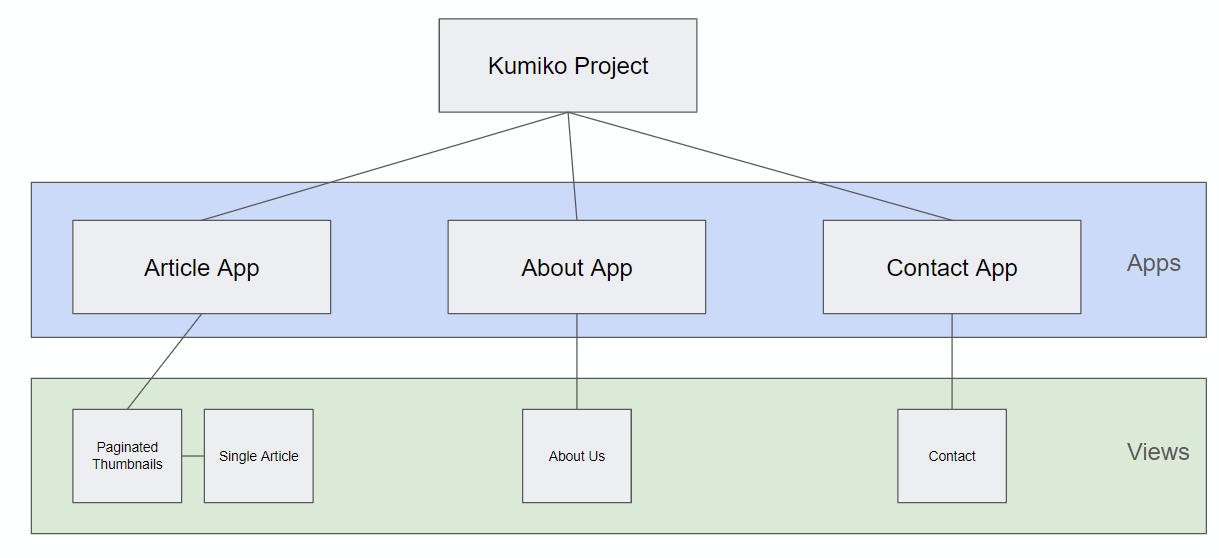 Kumiko Project
Article App
About App
Contact App
Apps
Paginated
Thumbnails
Single Article
About Us
Contact
Views